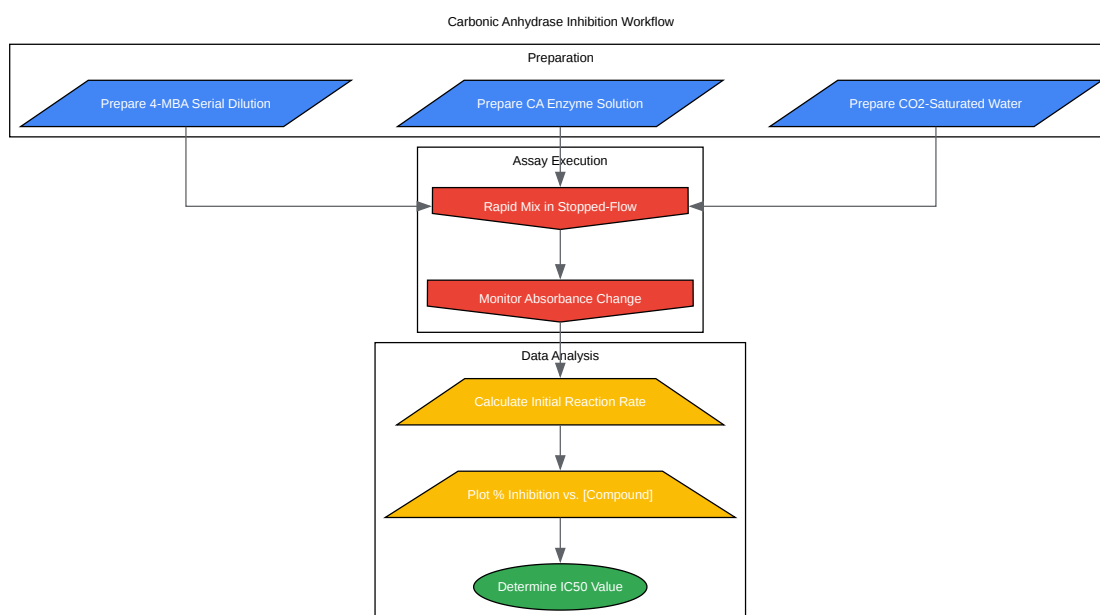 Carbonic Anhydrase Inhibition Workflow
Preparation
Prepare 4-MBA Serial Dilution
Prepare CA Enzyme Solution
Prepare CO2-Saturated Water
Assay Execution
Rapid Mix in Stopped-Flow
Monitor Absorbance Change
Data Analysis
Calculate Initial Reaction Rate
Plot % Inhibition vs. [Compound]
Determine IC50 Value